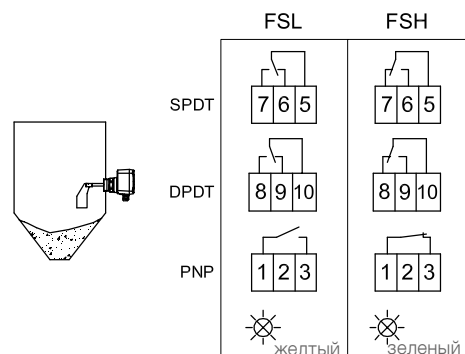 FSL FSH
SPDT 7 6 5 7 6 5
DPDT 8 9 10 8 9 10
PNP 1 2 3 1 2 3
желтый зеленый